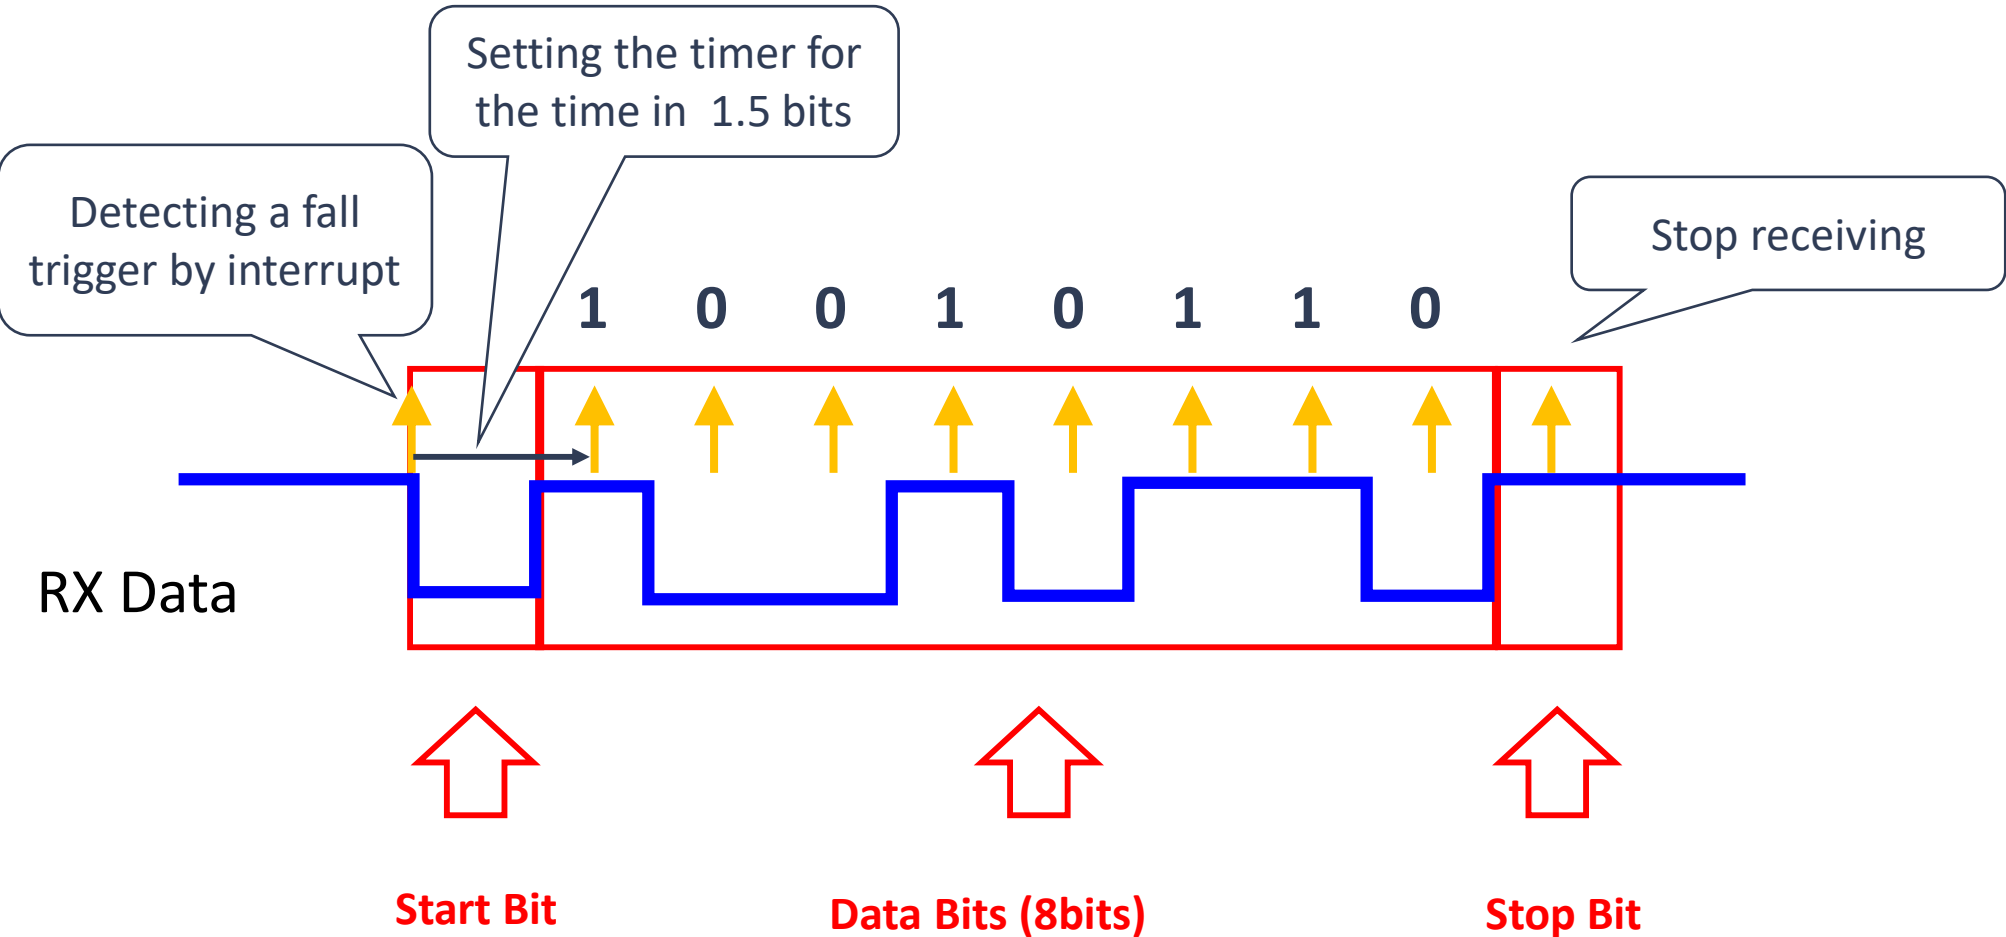 Setting the timer for
the time in 1.5 bits
Detecting a fall
trigger by interrupt
Stop receiving
1 0 0 1 0 1 1 0
RX Data
Start Bit
Data Bits (8bits)
Stop Bit